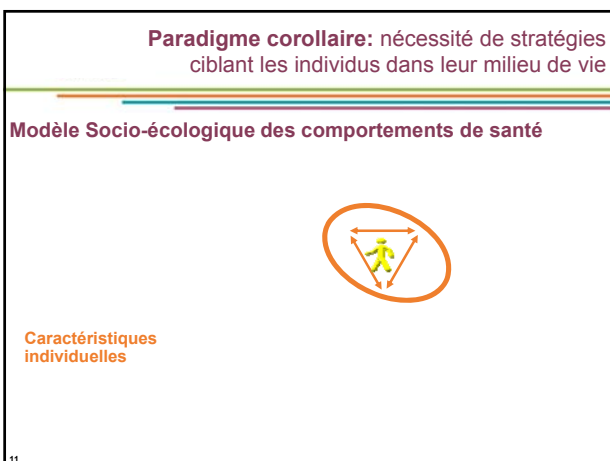 Paradigme corollaire: nécessité de stratégies
ciblant les individus dans leur milieu de vie
Modèle Socio-écologique des comportements de santé
Caractéristiques
individuelles
11